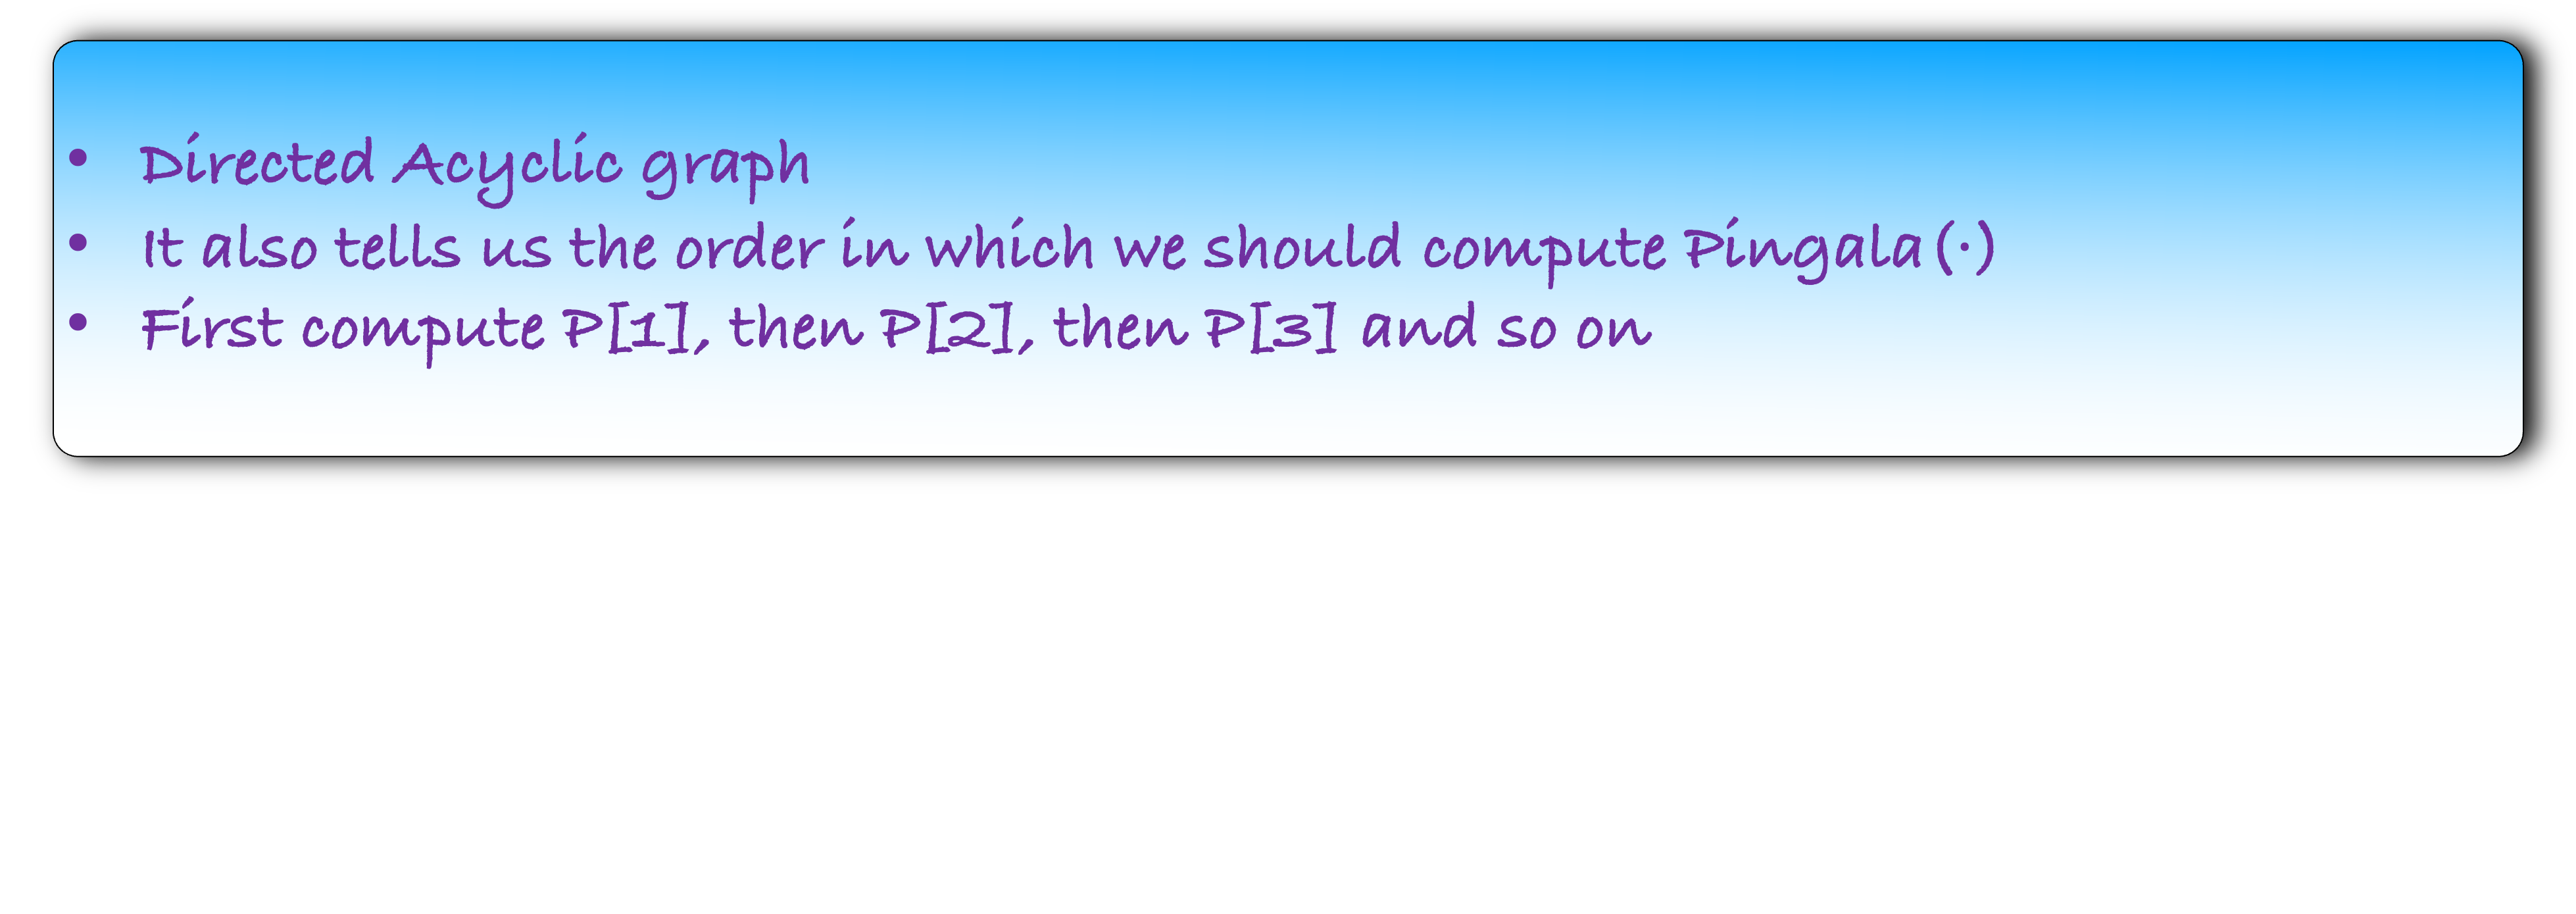 • Directed Acyclic graph
• It also tells us the order in which we should compute Pingala(·)
• First compute P[1], then P[2], then P[3] and so on